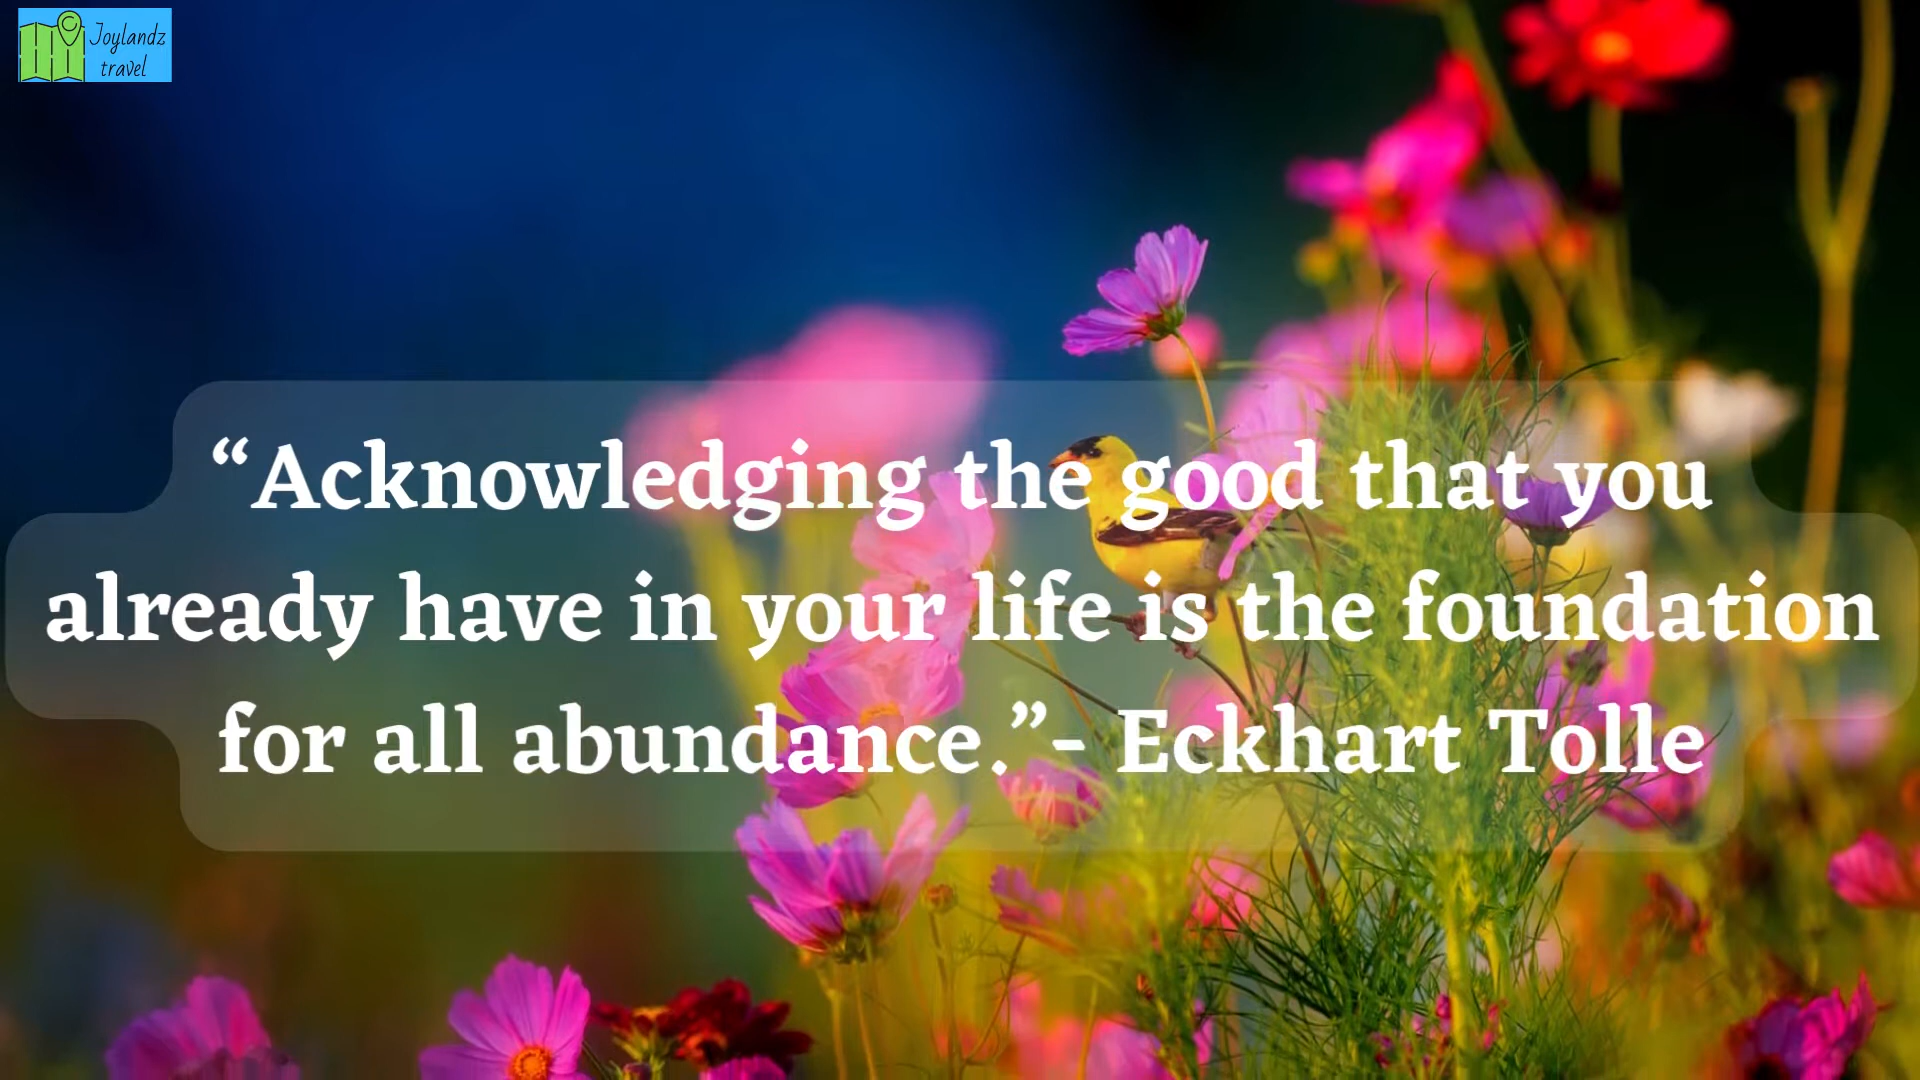 Joylandz
travel
“Acknowledging the good that you
already have in your life is the foundation
for all abundance.”- Eckhart Tolle